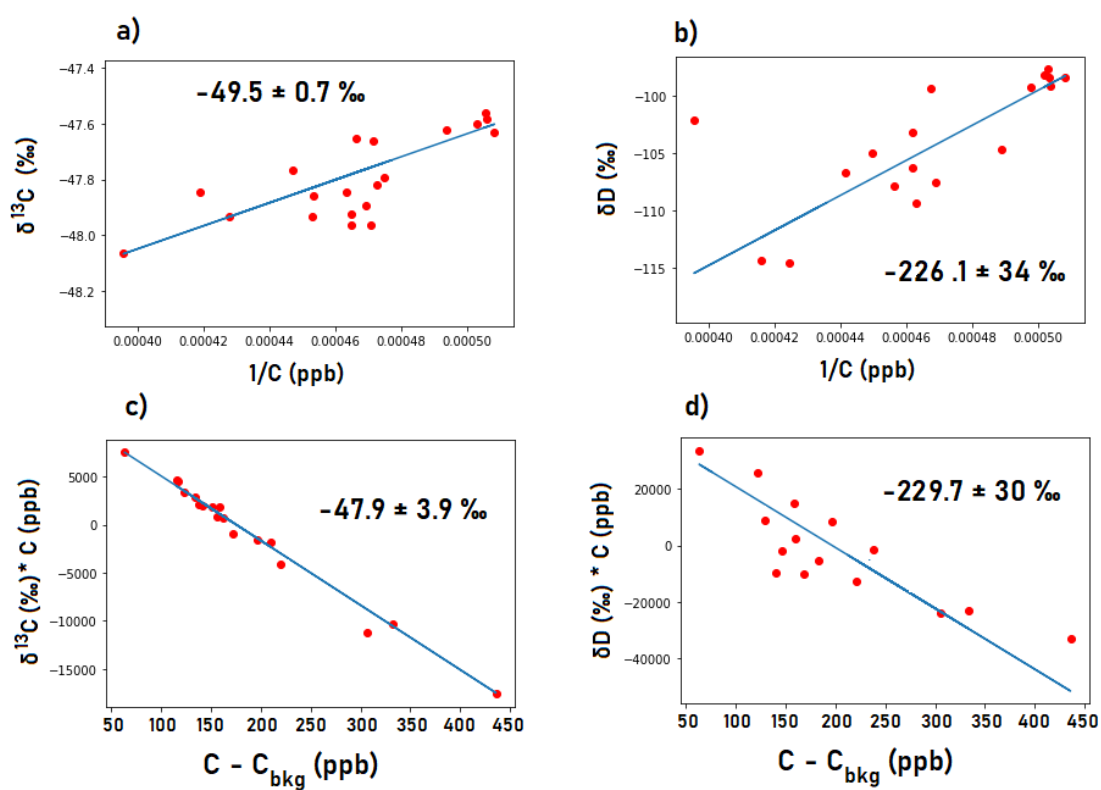 a)
-49.5 ± 0.7 ‰
δ¹³C (‰)
−47.4
−47.6
−47.8
−48.0
−48.2
0.00040 0.00042 0.00044 0.00046 0.00048 0.00050
1/C (ppb)
b)
-226 .1 ± 34 ‰
δD (‰)
−100
−105
−110
−115
0.00040 0.00042 0.00044 0.00046 0.00048 0.00050
1/C (ppb)
c)
-47.9 ± 3.9 ‰
δ¹³C (‰) * C (ppb)
5000
0
−5000
−10000
−15000
50 100 150 200 250 300 350 400 450
C - C_bkg (ppb)
d)
-229.7 ± 30 ‰
δD (‰) * C (ppb)
20000
0
−20000
−40000
50 100 150 200 250 300 350 400 450
C - C_bkg (ppb)